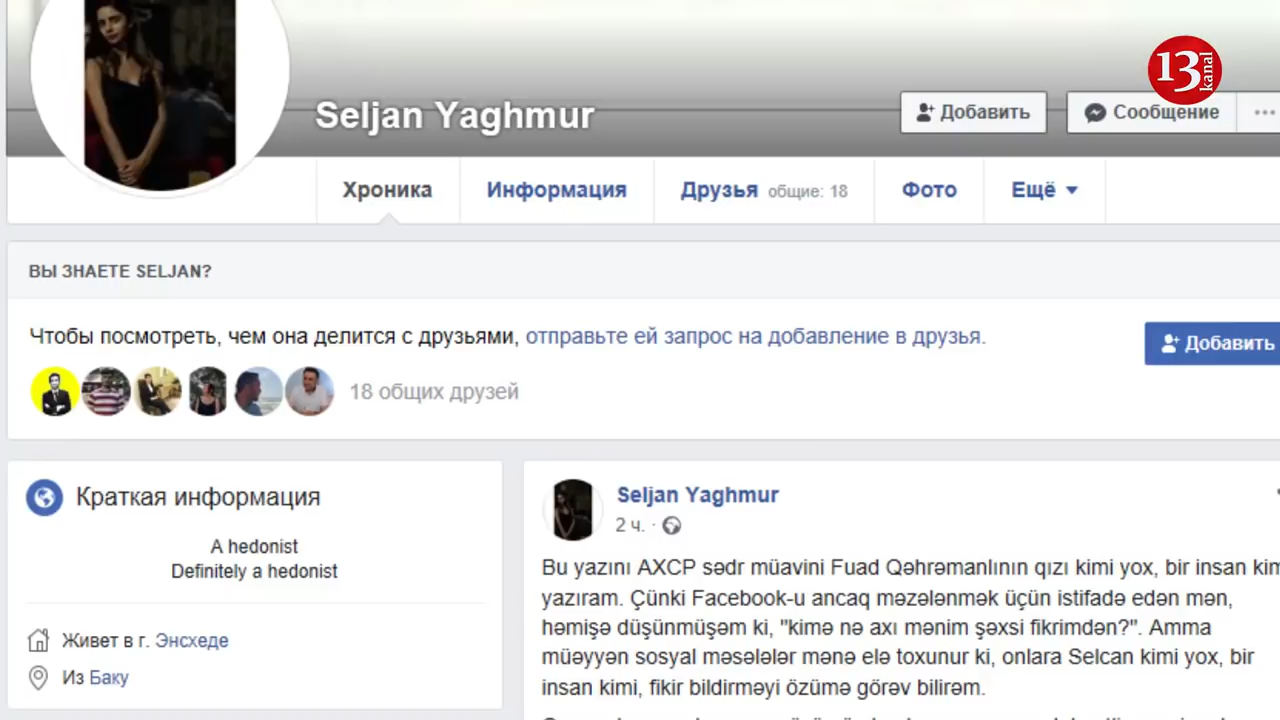 13 kanal
Seljan Yaghmur
Добавить
Сообщение
Хроника
Информация
Друзья общие: 18
Фото
Ещё
ВЫ ЗНАЕТЕ SELJAN?
Чтобы посмотреть, чем она делится с друзьями, отправьте ей запрос на добавление в друзья.
Добавить
18 общих друзей
Краткая информация
A hedonist
Definitely a hedonist
Живет в г. Энсхеде
Из Баку
Seljan Yaghmur
2 ч. ·
Bu yazını AXCP sədr müavini Fuad Qəhrəmanlının qızı kimi yox, bir insan kim
yazıram. Çünki Facebook-u ancaq məzələnmək üçün istifadə edən mən,
həmişə düşünmüşəm ki, "kimə nə axı mənim şəxsi fikrimdən?". Amma
müəyyən sosyal məsələlər mənə elə toxunur ki, onlara Selcan kimi yox, bir
insan kimi, fikir bildirməyi özümə görəv bilirəm.